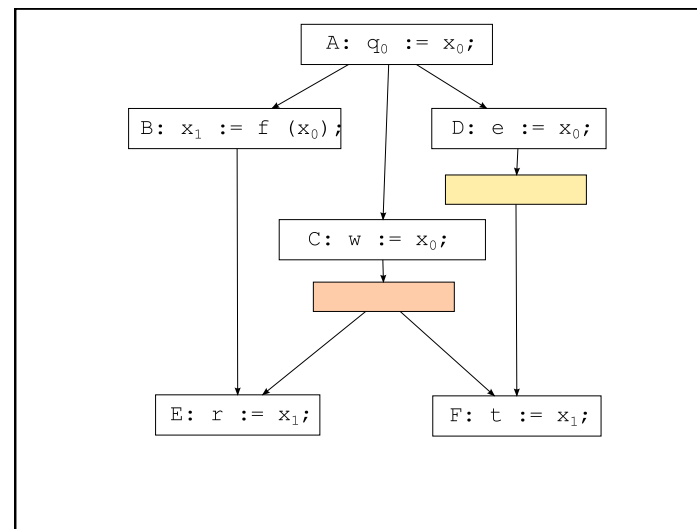 A: q₀ := x₀;
B: x₁ := f (x₀);
D: e := x₀;
C: w := x₀;
E: r := x₁;
F: t := x₁;